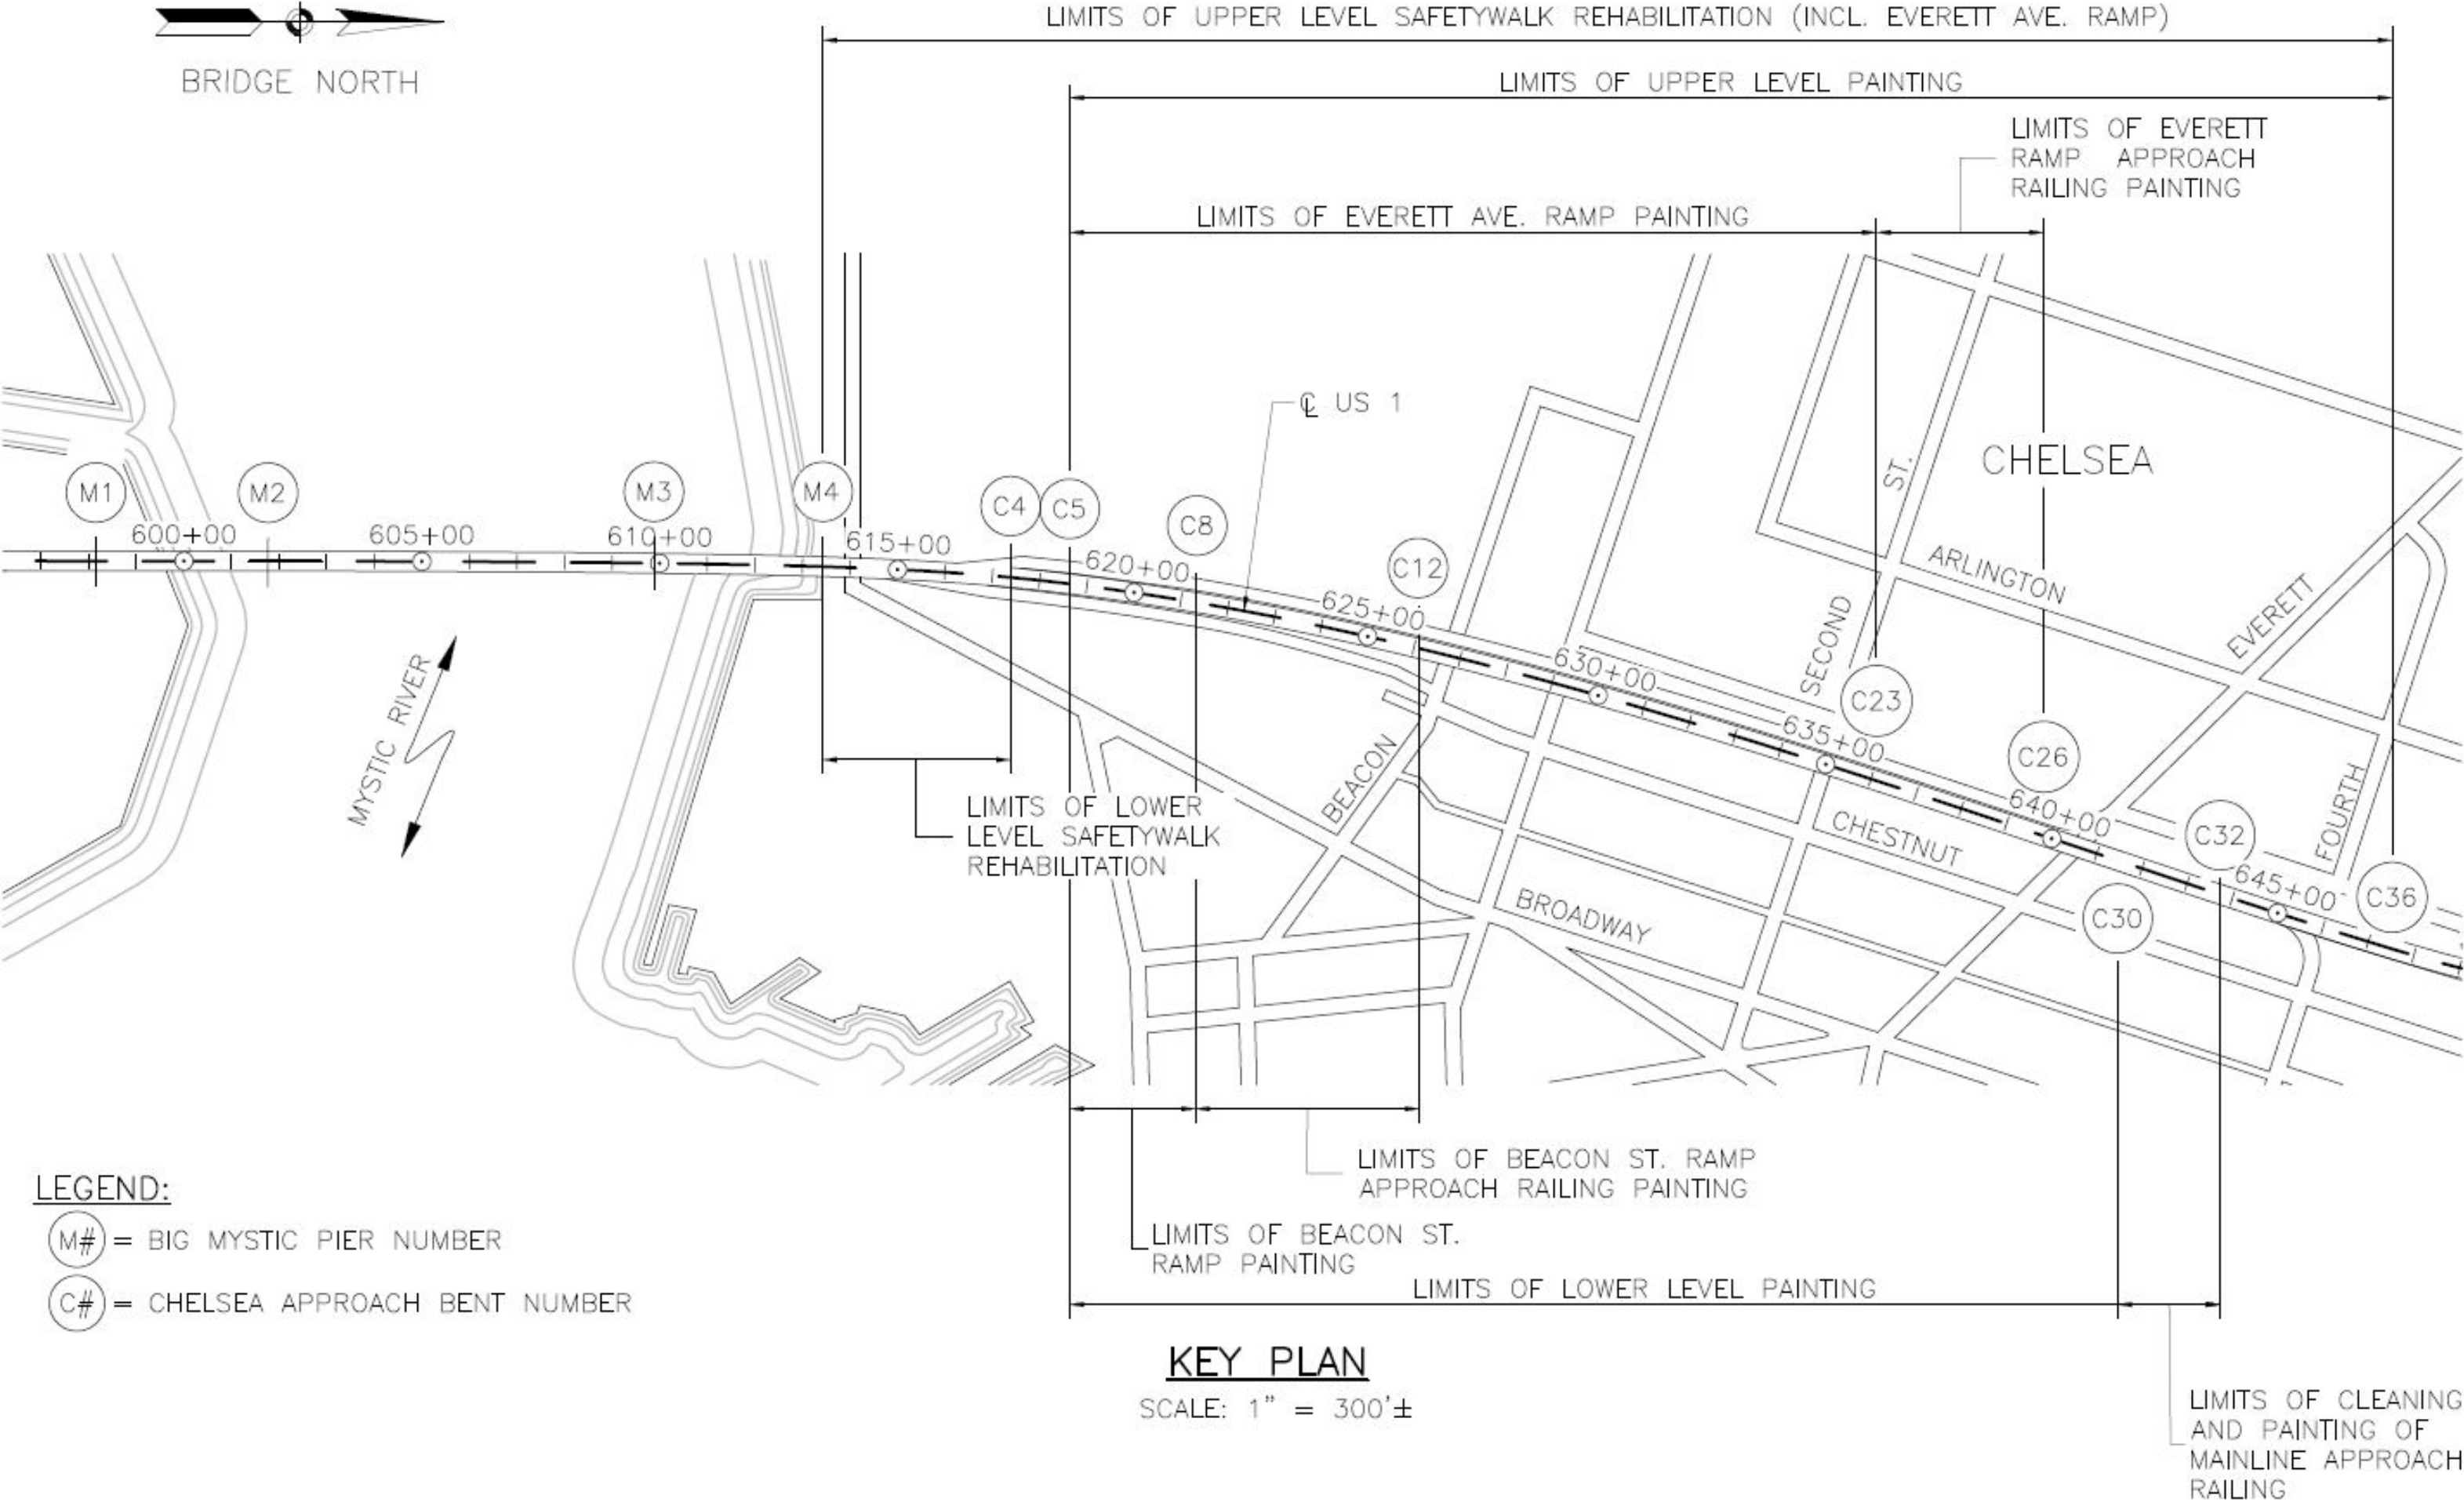 LIMITS OF UPPER LEVEL SAFETYWALK REHABILITATION (INCL. EVERETT AVE. RAMP)
BRIDGE NORTH
LIMITS OF UPPER LEVEL PAINTING
LIMITS OF EVERETT
RAMP APPROACH
RAILING PAINTING
LIMITS OF EVERETT AVE. RAMP PAINTING
℄ US 1
CHELSEA
ST.
M1
M2
M3
M4
C4
C5
C8
C12
600+00
605+00
610+00
615+00
620+00
625+00
630+00
635+00
640+00
645+00
ARLINGTON
EVERETT
SECOND
C23
C26
C32
C36
C30
FOURTH
MYSTIC RIVER
BEACON
CHESTNUT
BROADWAY
LIMITS OF LOWER
LEVEL SAFETYWALK
REHABILITATION
LIMITS OF BEACON ST. RAMP
APPROACH RAILING PAINTING
LIMITS OF BEACON ST.
RAMP PAINTING
LIMITS OF LOWER LEVEL PAINTING
LEGEND:
M# = BIG MYSTIC PIER NUMBER
C# = CHELSEA APPROACH BENT NUMBER
KEY PLAN
SCALE: 1" = 300'±
LIMITS OF CLEANING
AND PAINTING OF
MAINLINE APPROACH
RAILING